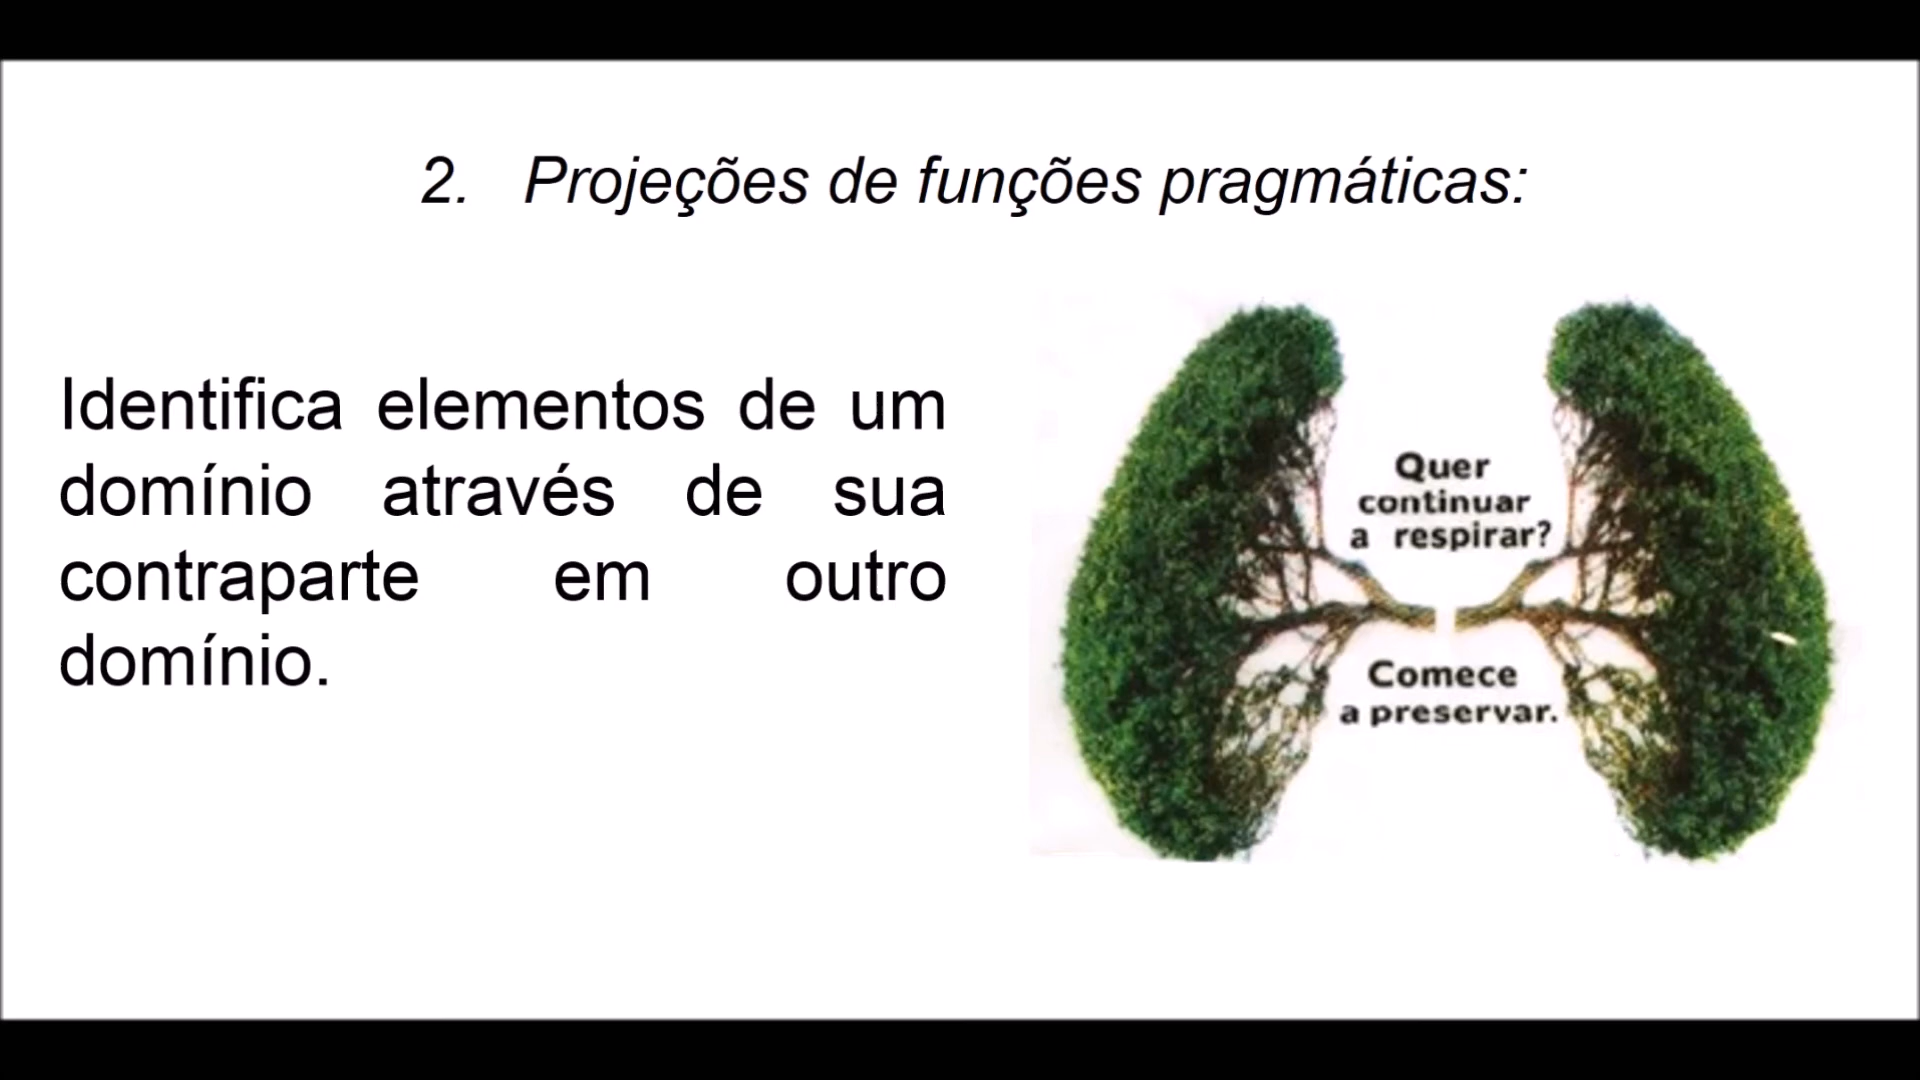 2. Projeções de funções pragmáticas:
Identifica elementos de um
domínio através de sua
contraparte em outro
domínio.
Quer
continuar
a respirar?
Comece
a preservar.